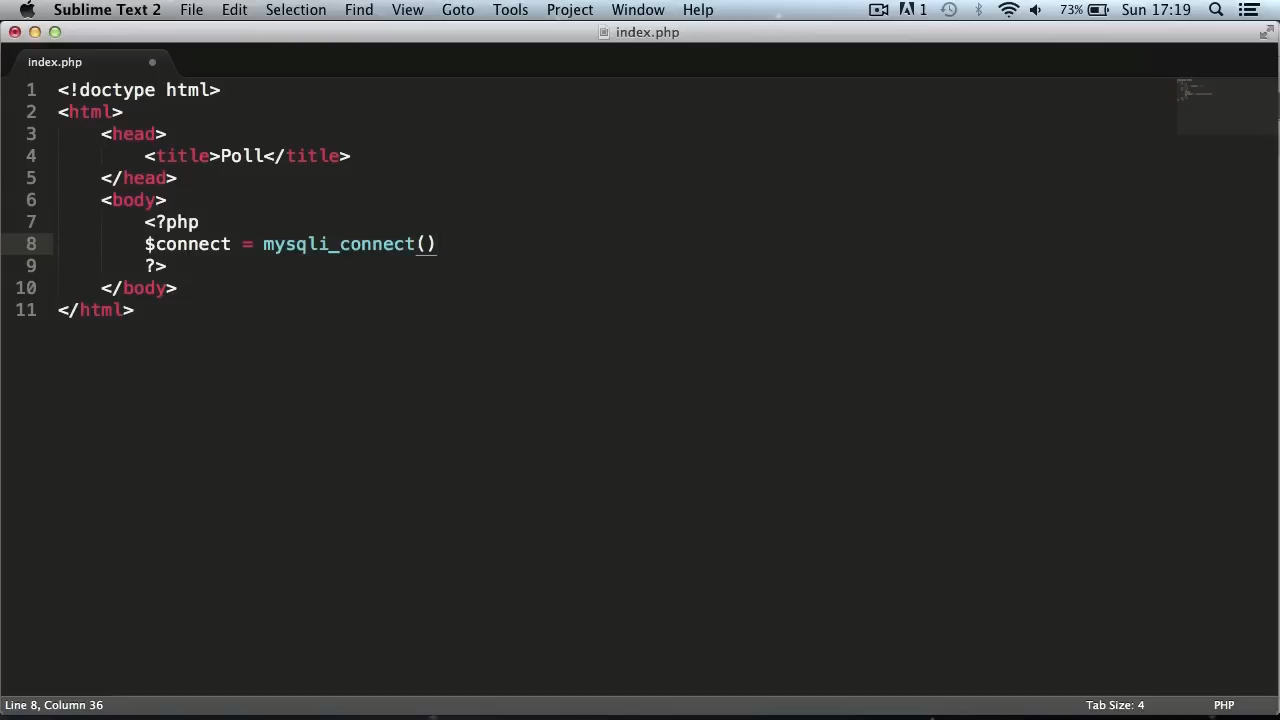 Sublime Text 2 File Edit Selection Find View Goto Tools Project Window Help 1 73% Sun 17:19
index.php
index.php
1 <!doctype html>
2 <html>
3 <head>
4 <title>Poll</title>
5 </head>
6 <body>
7 <?php
8 $connect = mysqli_connect()
9 ?>
10 </body>
11 </html>
Line 8, Column 36 Tab Size: 4 PHP